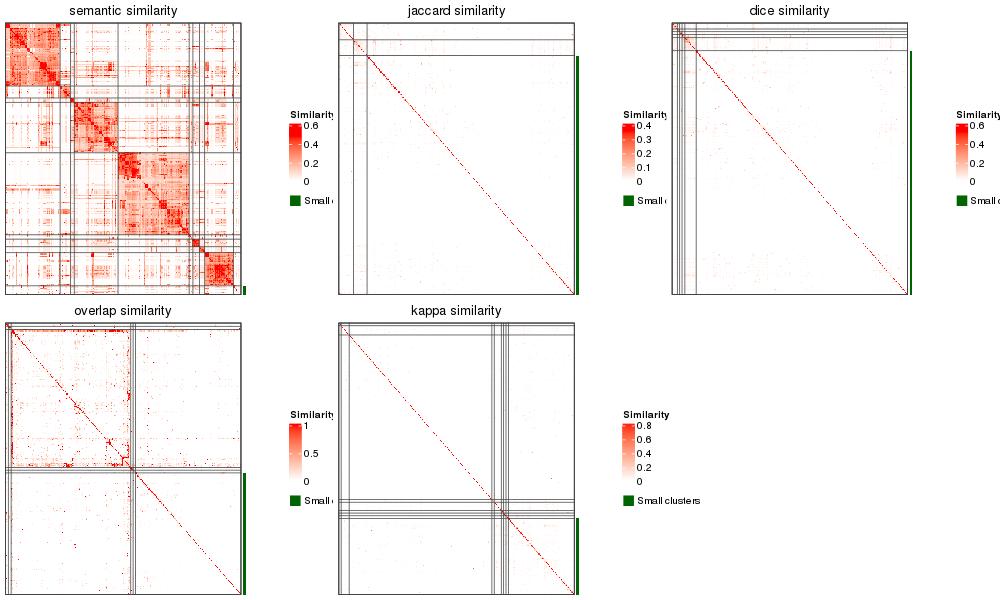 semantic similarity
Similarity
0.6
0.4
0.2
0
Small
jaccard similarity
Similarity
0.4
0.3
0.2
0.1
0
Small
dice similarity
Similarity
0.6
0.4
0.2
0
Small
overlap similarity
Similarity
1
0.5
0
Small
kappa similarity
Similarity
0.8
0.6
0.4
0.2
0
Small clusters